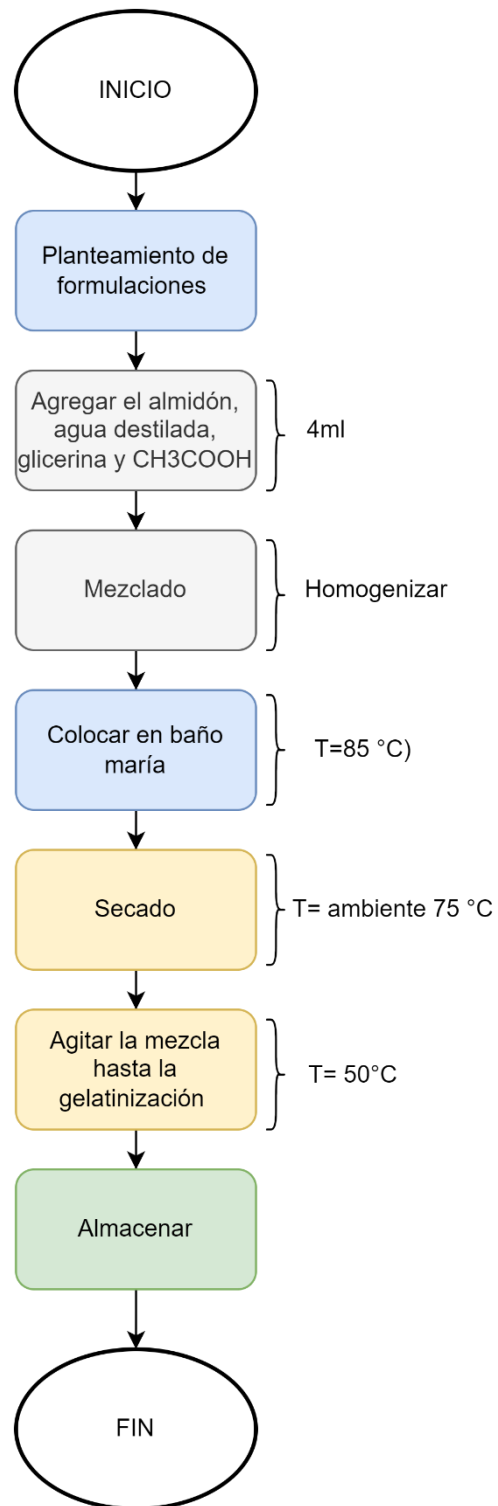 INICIO
Planteamiento de
formulaciones
Agregar el almidón,
agua destilada,
glicerina y CH3COOH
4ml
Mezclado
Homogenizar
Colocar en baño
maría
T=85 °C)
Secado
T= ambiente 75 °C
Agitar la mezcla
hasta la
gelatinización
T= 50°C
Almacenar
FIN